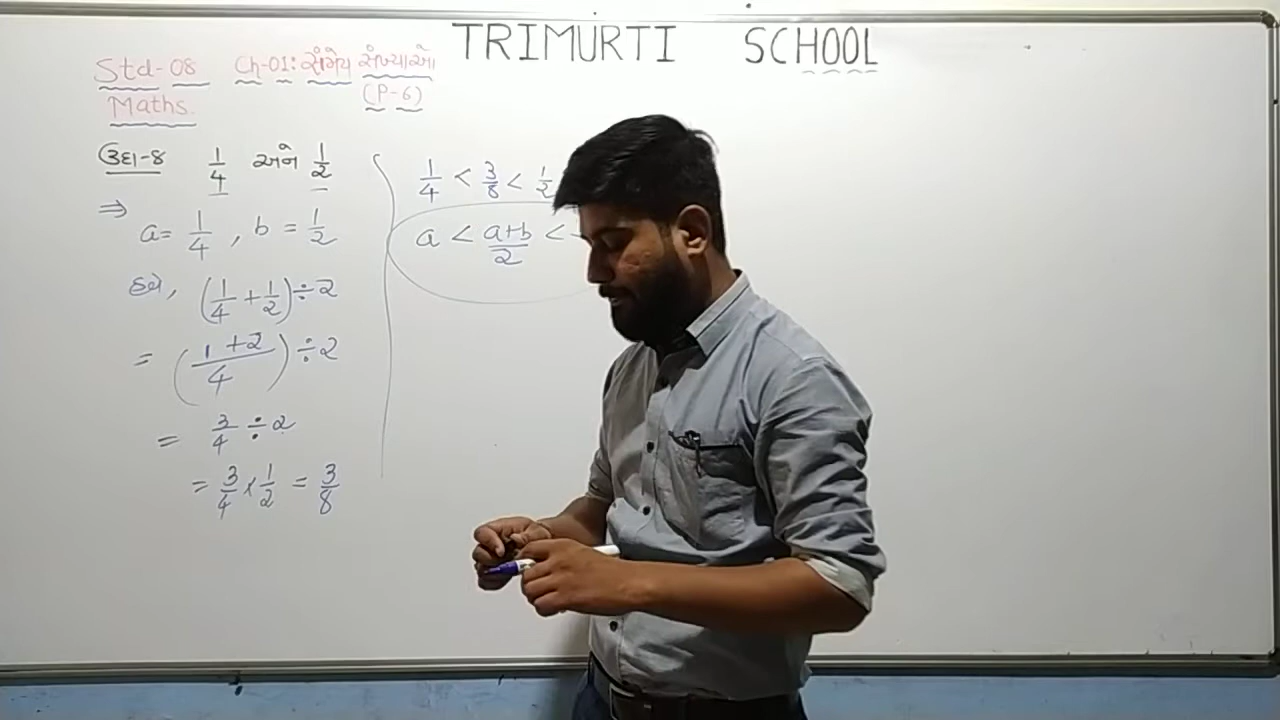 TRIMURTI SCHOOL
Std-08 Ch-01: સંમેય સંખ્યાઓ
Maths (P-6)
ઉદા-8 1/4 અને 1/2
⇒ a = 1/4 , b = 1/2
હવે, (1/4 + 1/2) ÷ 2
= (1+2/4) ÷ 2
= 3/4 ÷ 2
= 3/4 × 1/2 = 3/8
1/4 < 3/8 < 1/2
a < a+b/2 <